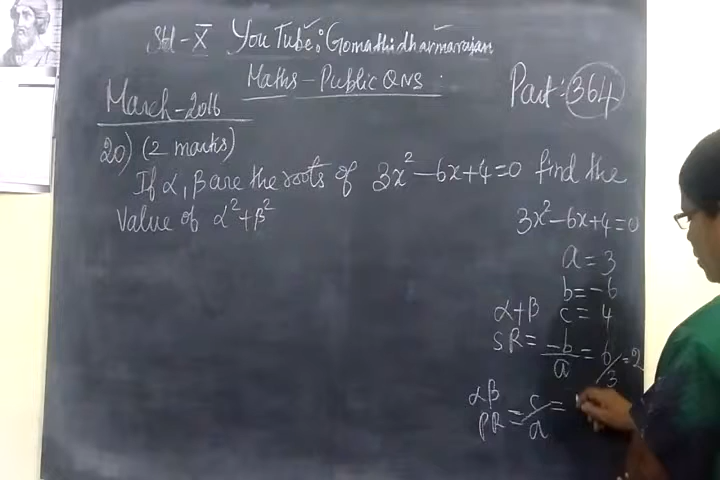 Std - X YouTube: Gomathidharmarajan
Maths - Public QNS
March - 2016
Part: 364
20) (2 marks)
If α, β are the roots of 3x² - 6x + 4 = 0 find the
value of α² + β²
3x² - 6x + 4 = 0
a = 3
b = -6
α+β c = 4
SR = -b/a = 6/3 = 2
αβ
PR = c/a =